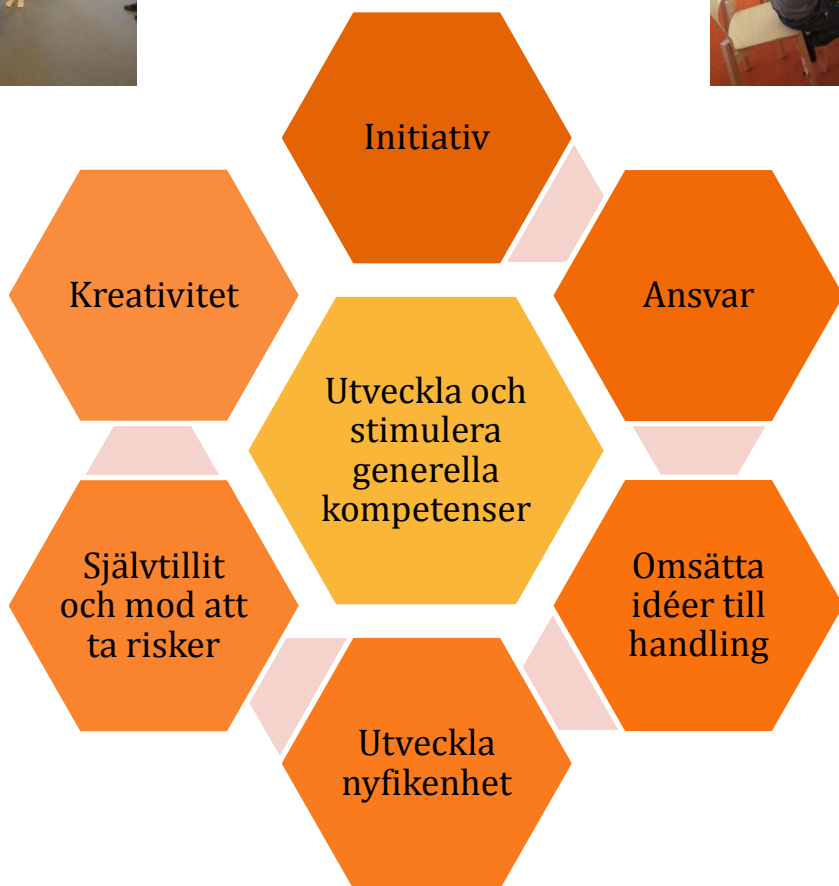 Initiativ
Kreativitet
Ansvar
Utveckla och
stimulera
generella
kompetenser
Självtillit
och mod att
ta risker
Omsätta
idéer till
handling
Utveckla
nyfikenhet